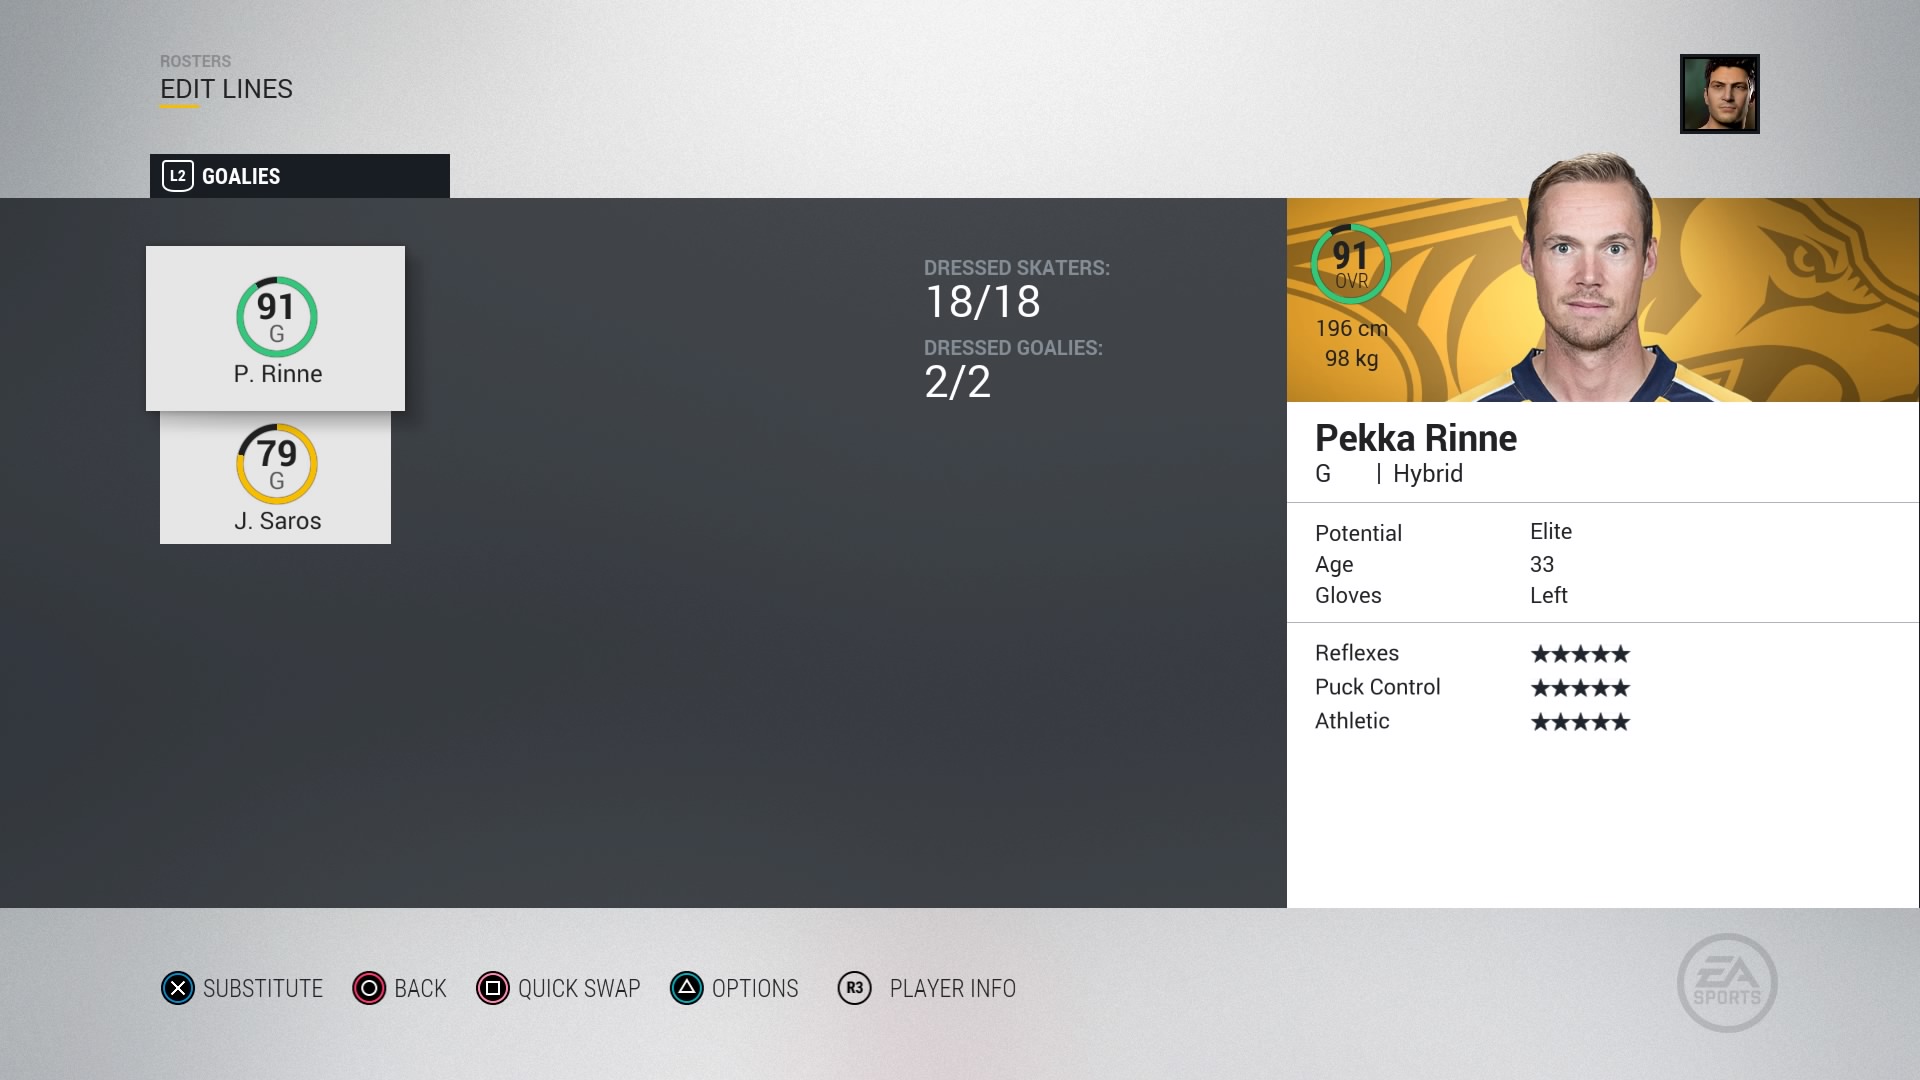 ROSTERS
EDIT LINES
L2 GOALIES
91
G
P. Rinne
79
G
J. Saros
DRESSED SKATERS:
18/18
DRESSED GOALIES:
2/2
91
OVR
196 cm
98 kg
Pekka Rinne
G | Hybrid
Potential Elite
Age 33
Gloves Left
Reflexes ★★★★★
Puck Control ★★★★★
Athletic ★★★★★
SUBSTITUTE BACK QUICK SWAP OPTIONS R3 PLAYER INFO
EA
SPORTS